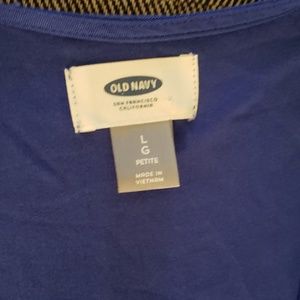 OLD NAVY
SAN FRANCISCO
CALIFORNIA
L
G
PETITE
MADE IN
VIETNAM